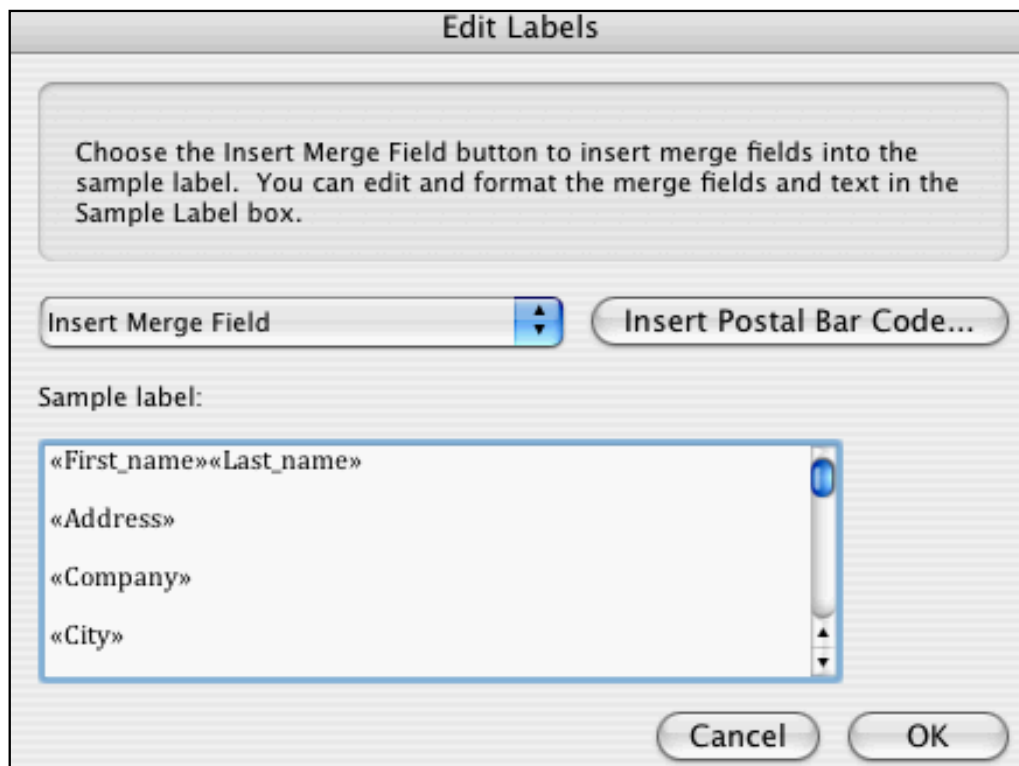 Edit Labels
Choose the Insert Merge Field button to insert merge fields into the
sample label.  You can edit and format the merge fields and text in the
Sample Label box.
Insert Merge Field
Insert Postal Bar Code...
Sample label:
«First_name»«Last_name»
«Address»
«Company»
«City»
Cancel
OK